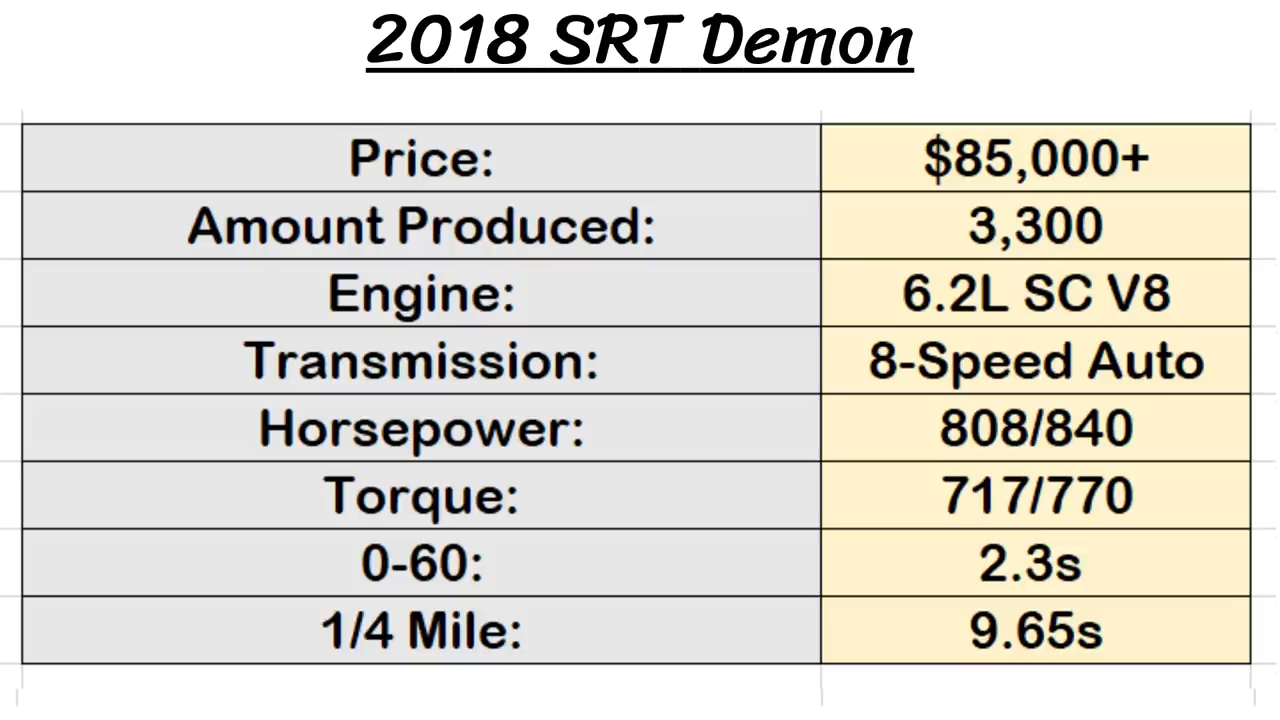 2018 SRT Demon
Price: $85,000+
Amount Produced: 3,300
Engine: 6.2L SC V8
Transmission: 8-Speed Auto
Horsepower: 808/840
Torque: 717/770
0-60: 2.3s
1/4 Mile: 9.65s